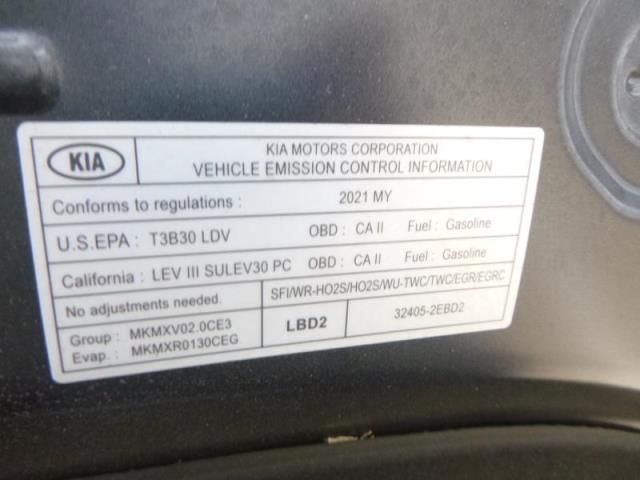 KIA
KIA MOTORS CORPORATION
VEHICLE EMISSION CONTROL INFORMATION
Conforms to regulations : 2021 MY
U.S.EPA : T3B30 LDV OBD : CA II Fuel : Gasoline
California : LEV III SULEV30 PC OBD : CA II Fuel : Gasoline
No adjustments needed. SFI/WR-HO2S/HO2S/WU-TWC/TWC/EGR/EGRC
Group : MKMXV02.0CE3
Evap. : MKMXR0130CEG
LBD2
32405-2EBD2